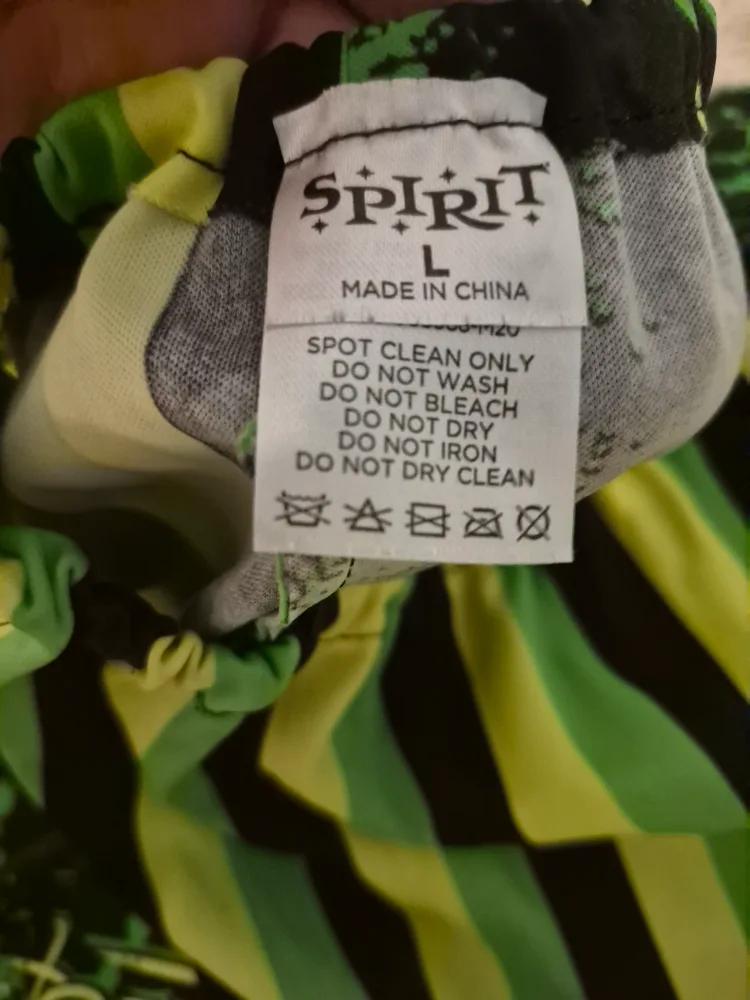 SPIRIT
L
MADE IN CHINA
SPOT CLEAN ONLY
DO NOT WASH
DO NOT BLEACH
DO NOT DRY
DO NOT IRON
DO NOT DRY CLEAN